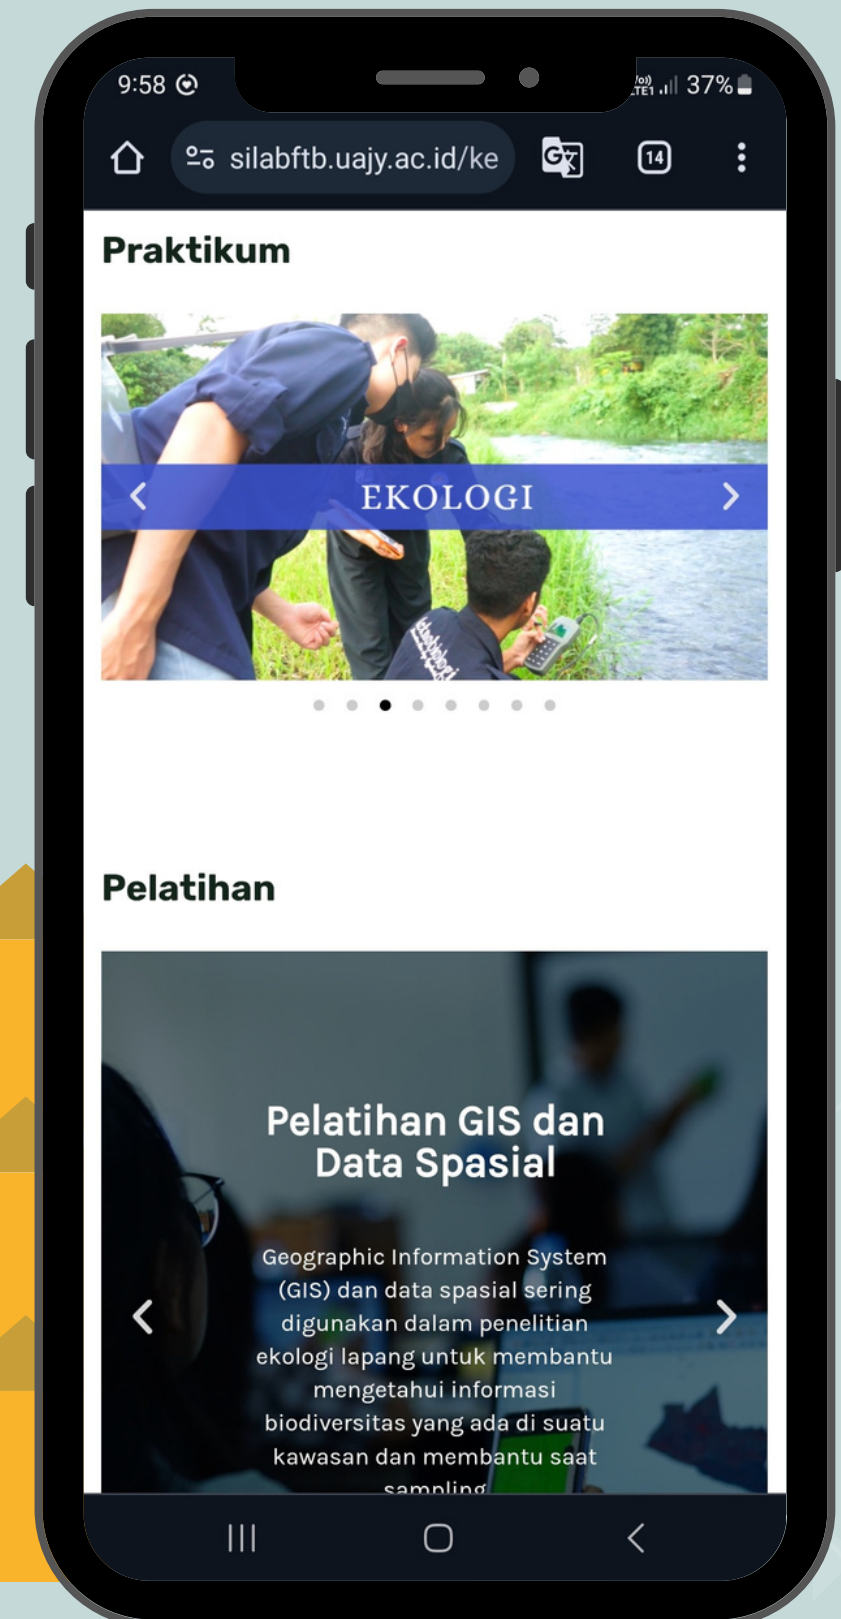 9:58
37%
silabftb.uajy.ac.id/ke
14
Praktikum
EKOLOGI
Pelatihan
Pelatihan GIS dan
Data Spasial
Geographic Information System
(GIS) dan data spasial sering
digunakan dalam penelitian
ekologi lapang untuk membantu
mengetahui informasi
biodiversitas yang ada di suatu
kawasan dan membantu saat
sampling